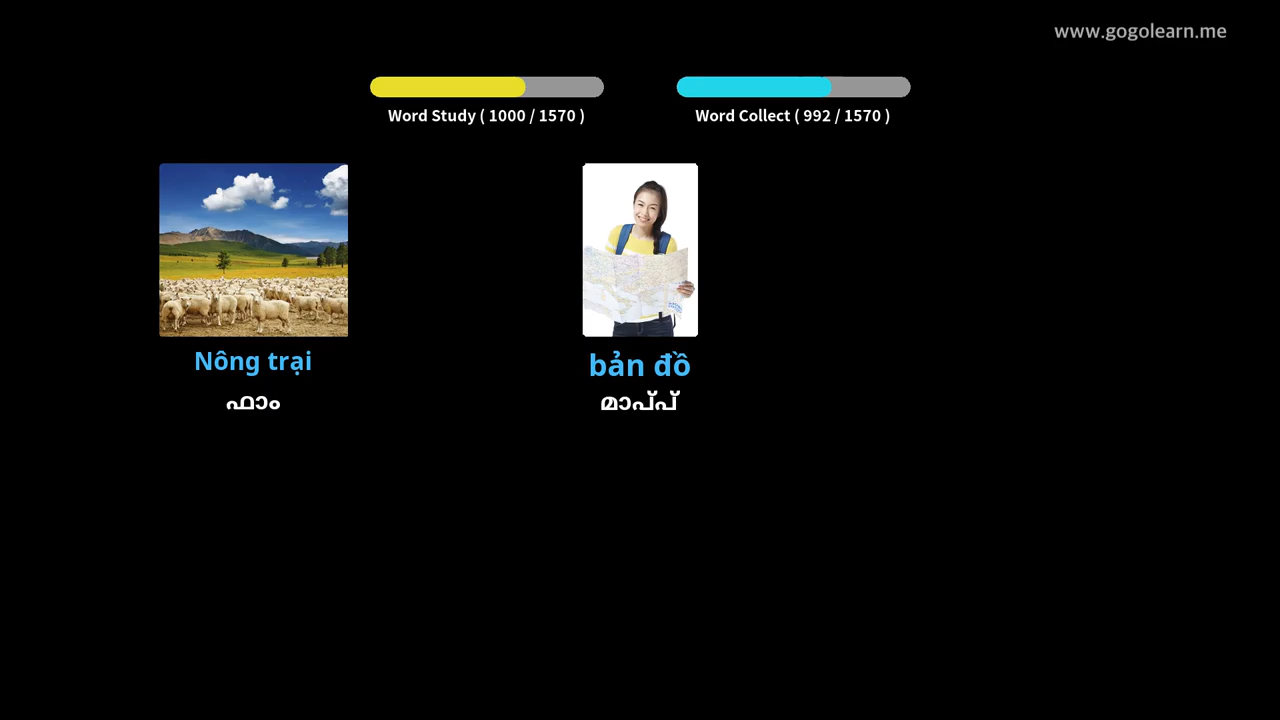 www.gogolearn.me
Word Study ( 1000 / 1570 )
Word Collect ( 992 / 1570 )
Nông trại
ഫാം
bản đồ
മാപ്പ്